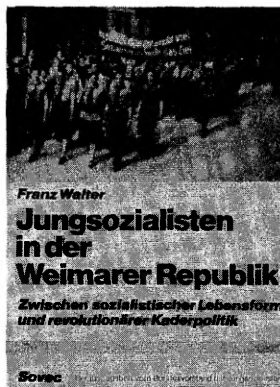 Franz Walter
Jungsozialisten
in der
Weimarer Republik
Zwischen sozialistischer Lebensform
und revolutionärer Kaderpolitik
Sovec